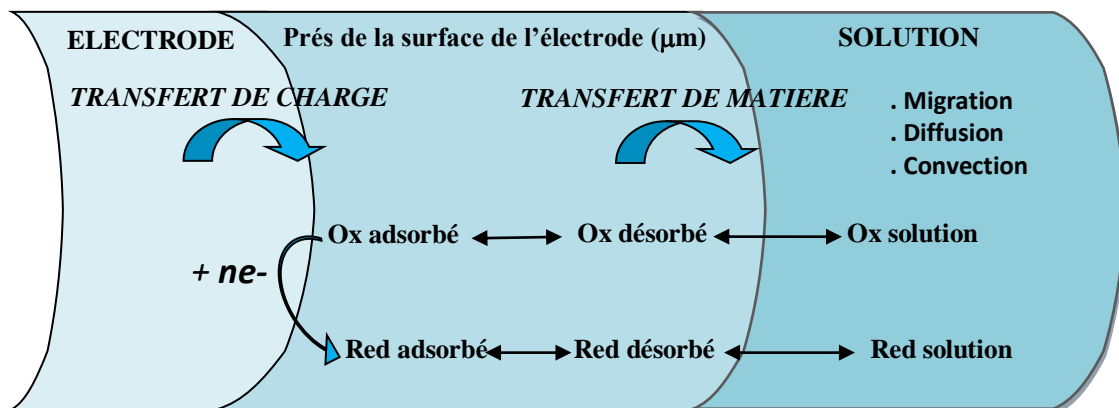 ELECTRODE
Prés de la surface de l'électrode (µm)
SOLUTION
TRANSFERT DE CHARGE
TRANSFERT DE MATIERE
. Migration
. Diffusion
. Convection
Ox adsorbé
Ox désorbé
Ox solution
+ ne-
Red adsorbé
Red désorbé
Red solution